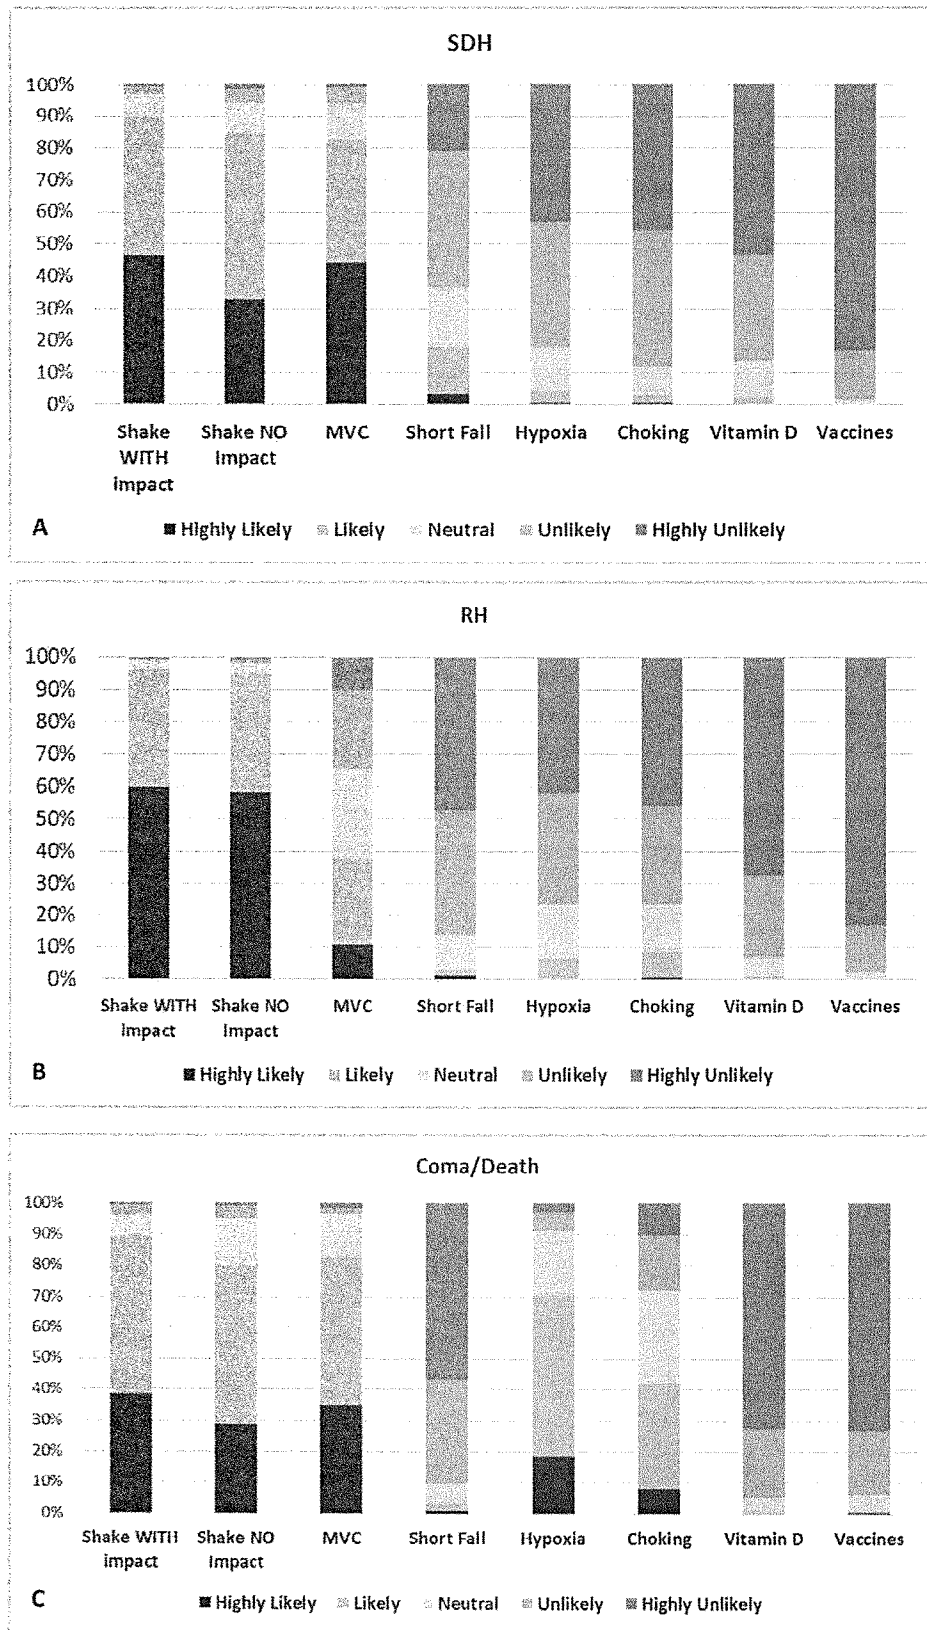 SDH
100%
90%
80%
70%
60%
50%
40%
30%
20%
10%
0%
Shake WITH impact
Shake NO Impact
MVC
Short Fall
Hypoxia
Choking
Vitamin D
Vaccines
A
Highly Likely Likely Neutral Unlikely Highly Unlikely
RH
100%
90%
80%
70%
60%
50%
40%
30%
20%
10%
0%
Shake WITH Impact
Shake NO Impact
MVC
Short Fall
Hypoxia
Choking
Vitamin D
Vaccines
B
Highly Likely Likely Neutral Unlikely Highly Unlikely
Coma/Death
100%
90%
80%
70%
60%
50%
40%
30%
20%
10%
0%
Shake WITH impact
Shake NO Impact
MVC
Short Fall
Hypoxia
Choking
Vitamin D
Vaccines
C
Highly Likely Likely Neutral Unlikely Highly Unlikely